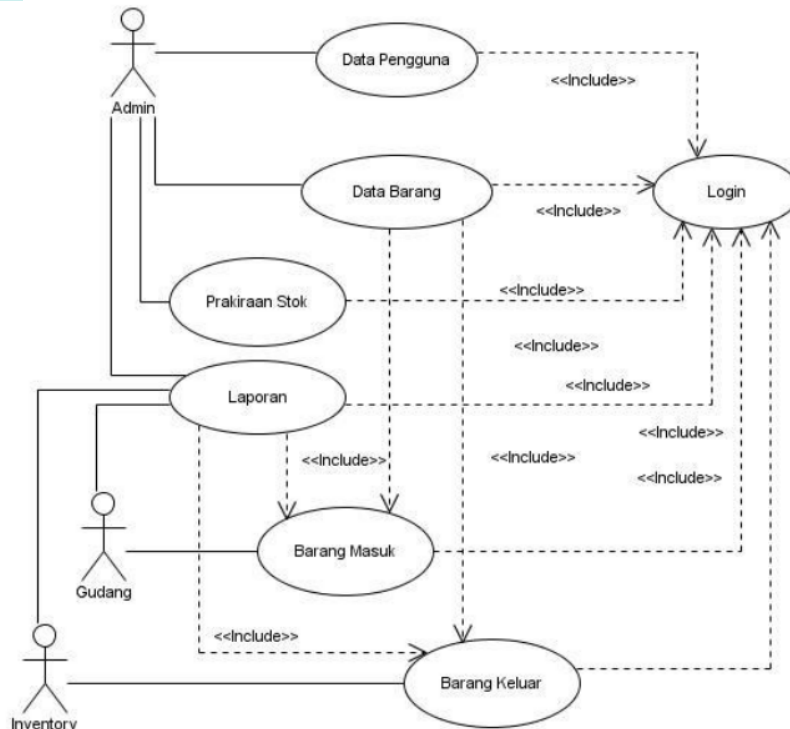 Data Pengguna
<<Include>>
Admin
Data Barang
<<Include>>
Login
Prakiraan Stok
<<Include>>
<<Include>>
Laporan
<<Include>>
<<Include>>
<<Include>>
<<Include>>
<<Include>>
Barang Masuk
Gudang
<<Include>>
Barang Keluar
Inventory